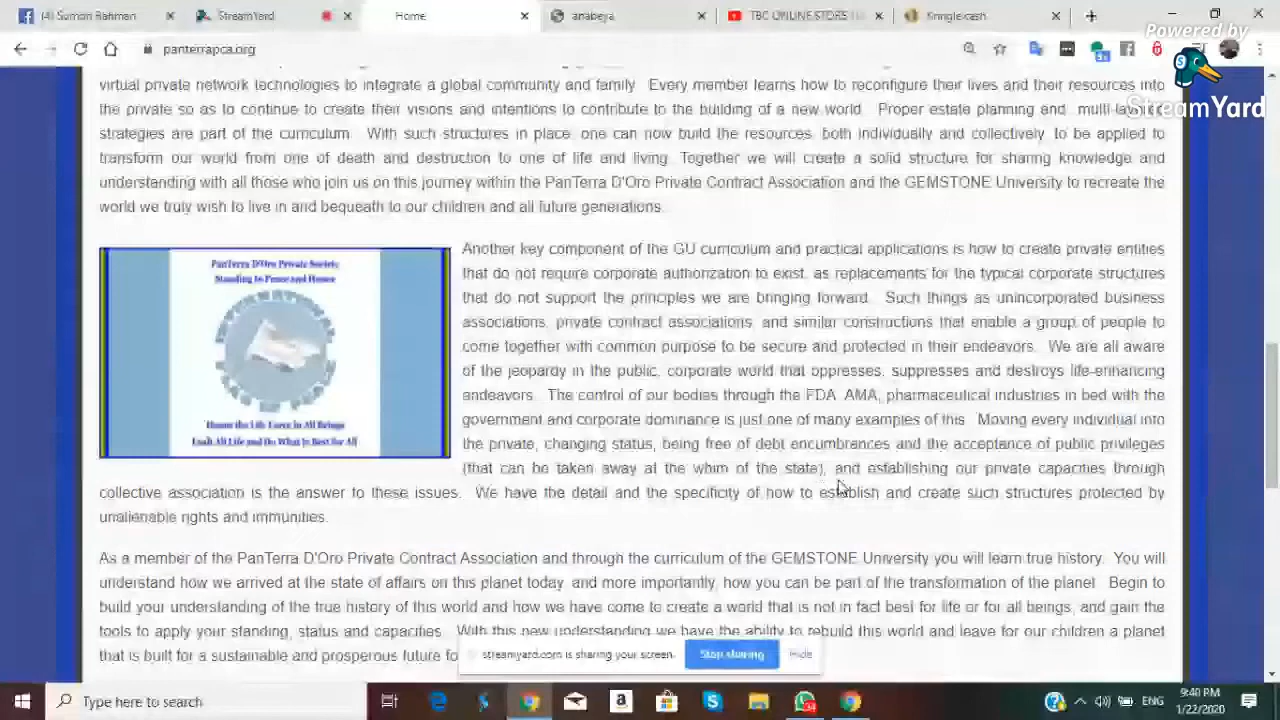 (4) Sumon Rahman
StreamYard
Home
anabeja
TBC ONLINE STORE
Kringlecash
panterrapca.org
Powered by
StreamYard
virtual private network technologies to integrate a global community and family Every member learns how to reconfigure their lives and their resources into
the private so as to continue to create their visions and intentions to contribute to the building of a new world Proper estate planning and multi
strategies are part of the curriculum. With such structures in place, one can now build the resources, both individually and collectively, to be applied to
transform our world from one of death and destruction to one of life and living. Together we will create a solid structure for sharing knowledge and
understanding with all those who join us on this journey within the PanTerra D'Oro Private Contract Association and the GEMSTONE University to recreate the
world we truly wish to live in and bequeath to our children and all future generations.
PanTerra D'Oro Private Society
Standing in Peace and Honor
Honor the Life Force in All Beings
Uplift All Life and Do What is Best for All
Another key component of the GU curriculum and practical applications is how to create private entities
that do not require corporate authorization to exist, as replacements for the typical corporate structures
that do not support the principles we are bringing forward. Such things as unincorporated business
associations, private contract associations, and similar constructions that enable a group of people to
come together with common purpose to be secure and protected in their endeavors. We are all aware
of the jeopardy in the public, corporate world that oppresses, suppresses and destroys life-enhancing
endeavors. The control of our bodies through the FDA, AMA, pharmaceutical industries in bed with the
government and corporate dominance is just one of many examples of this. Moving every individual into
the private, changing status, being free of debt encumbrances and the acceptance of public privileges
(that can be taken away at the whim of the state), and establishing our private capacities through
collective association is the answer to these issues. We have the detail and the specificity of how to establish and create such structures protected by
unalienable rights and immunities.
As a member of the PanTerra D'Oro Private Contract Association and through the curriculum of the GEMSTONE University you will learn true history. You will
understand how we arrived at the state of affairs on this planet today, and more importantly, how you can be part of the transformation of the planet. Begin to
build your understanding of the true history of this world and how we have come to create a world that is not in fact best for life or for all beings, and gain the
tools to apply your standing, status and capacities. With this new understanding we have the ability to rebuild this world and leave for our children a planet
that is built for a sustainable and prosperous future fo
streamyard.com is sharing your screen.
Stop sharing
Hide
Type here to search
ENG
9:40 PM
1/22/2020